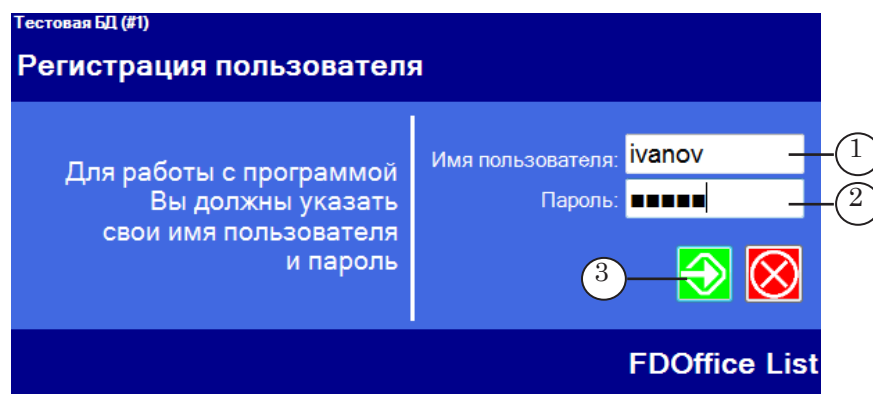 Тестовая БД (#1)
Регистрация пользователя
Для работы с программой
Вы должны указать
свои имя пользователя
и пароль
Имя пользователя: ivanov
Пароль: ■■■■■
1
2
3
FDOffice List